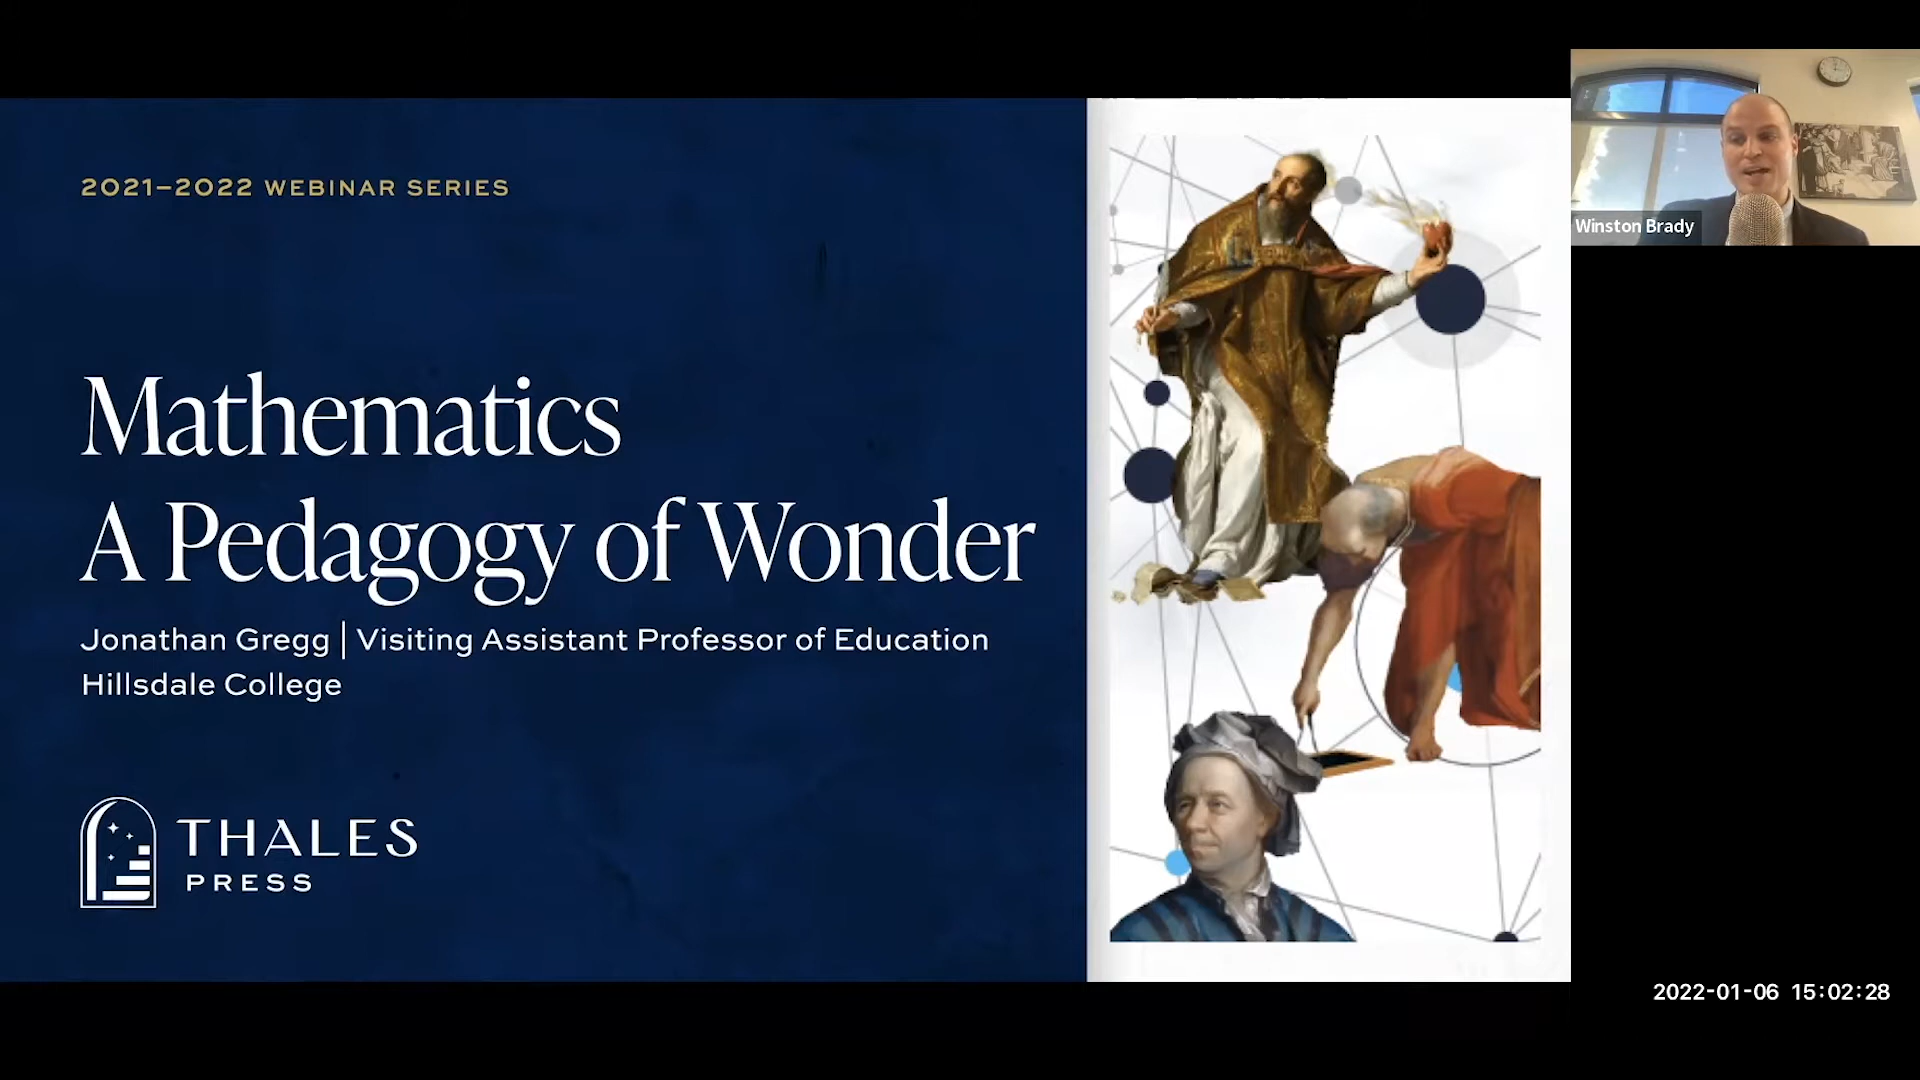 2021–2022 WEBINAR SERIES
Mathematics
A Pedagogy of Wonder
Jonathan Gregg | Visiting Assistant Professor of Education
Hillsdale College
THALES
PRESS
Winston Brady
2022-01-06 15:02:28